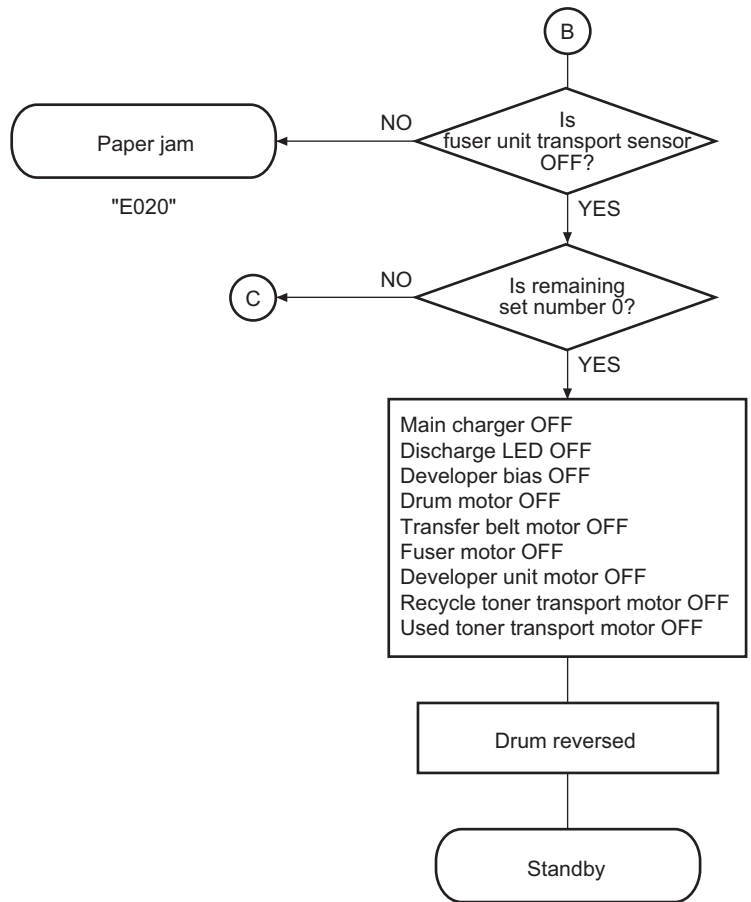 B
Is
fuser unit transport sensor
OFF?
NO
Paper jam
"E020"
YES
Is remaining
set number 0?
NO
C
YES
Main charger OFF
Discharge LED OFF
Developer bias OFF
Drum motor OFF
Transfer belt motor OFF
Fuser motor OFF
Developer unit motor OFF
Recycle toner transport motor OFF
Used toner transport motor OFF
Drum reversed
Standby